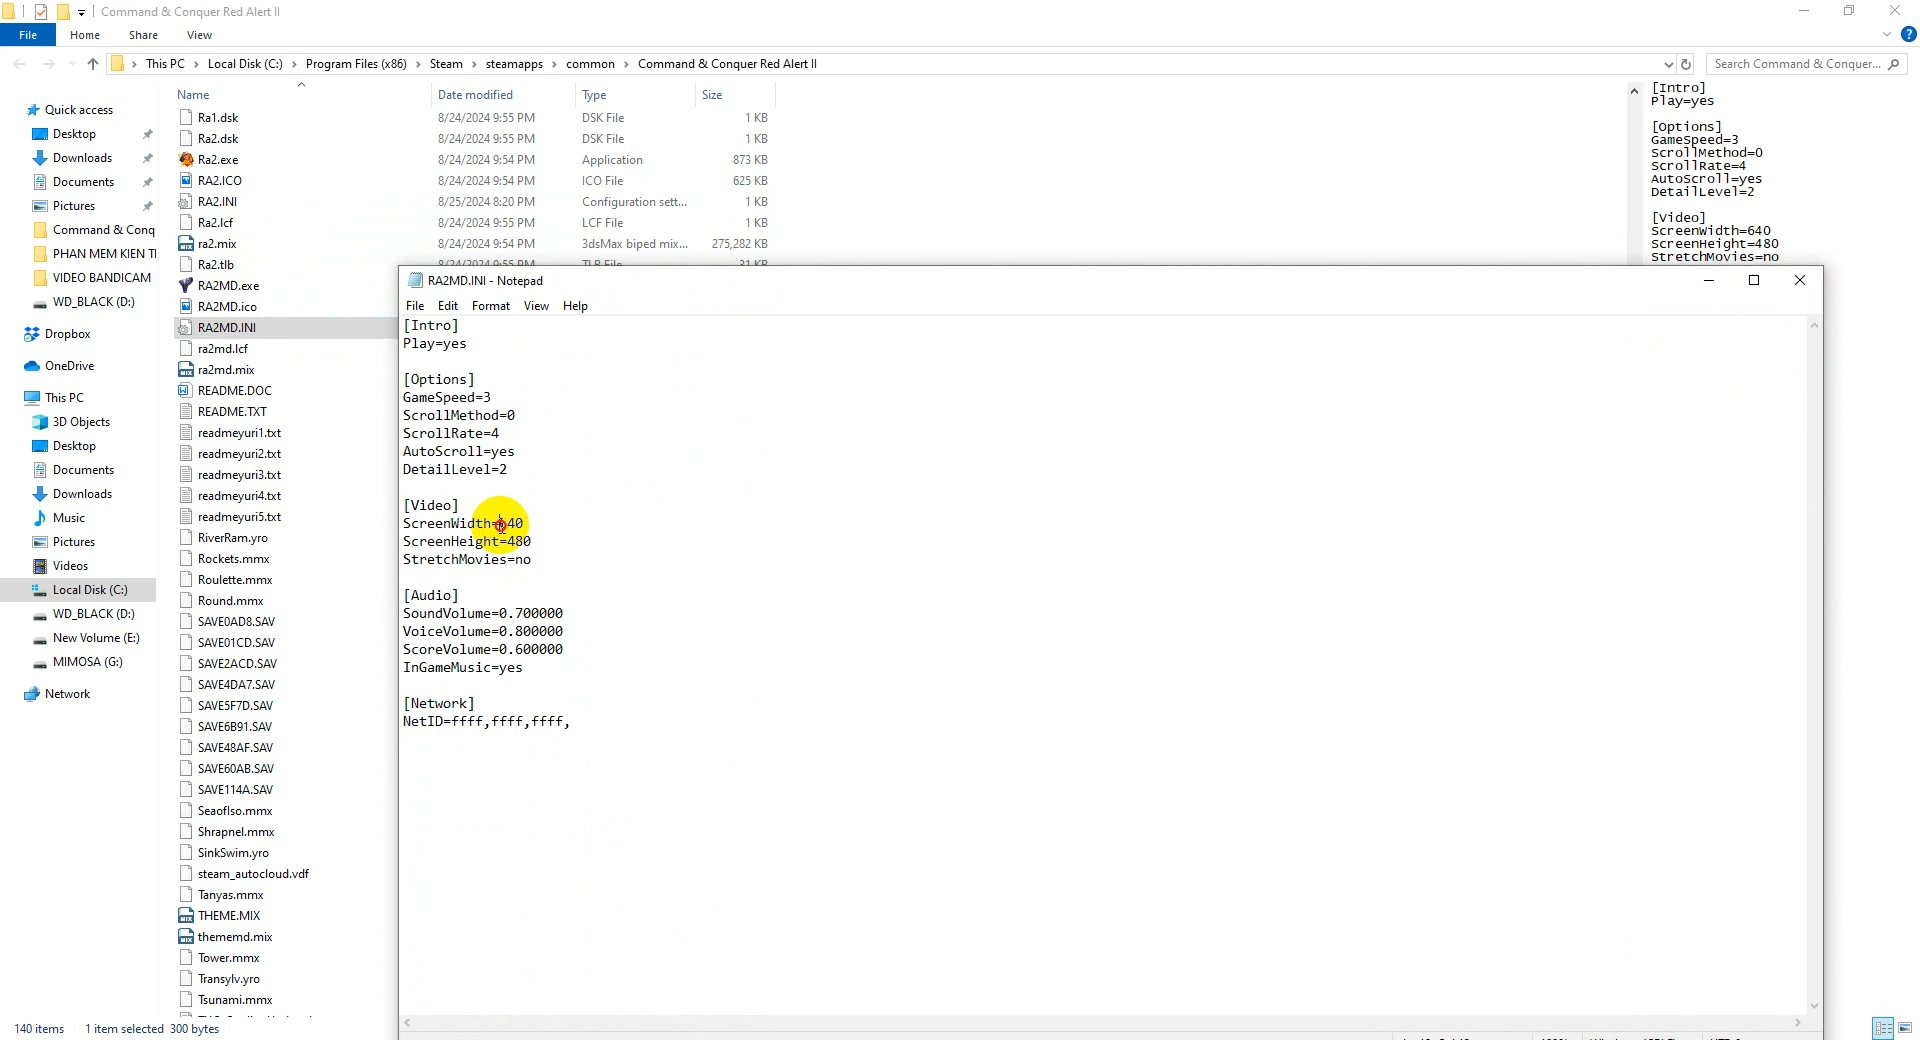 Command & Conquer Red Alert II
File Home Share View
This PC Local Disk (C:) Program Files (x86) Steam steamapps common Command & Conquer Red Alert II
Search Command & Conquer...
Name Date modified Type Size
Quick access
Desktop
Downloads
Documents
Pictures
Command & Conq
PHAN MEM KIEN TI
VIDEO BANDICAM
WD_BLACK (D:)
Dropbox
OneDrive
This PC
3D Objects
Desktop
Documents
Downloads
Music
Pictures
Videos
Local Disk (C:)
WD_BLACK (D:)
New Volume (E:)
MIMOSA (G:)
Network
Ra1.dsk 8/24/2024 9:55 PM DSK File 1 KB
Ra2.dsk 8/24/2024 9:55 PM DSK File 1 KB
Ra2.exe 8/24/2024 9:54 PM Application 873 KB
RA2.ICO 8/24/2024 9:54 PM ICO File 625 KB
RA2.INI 8/25/2024 8:20 PM Configuration sett... 1 KB
Ra2.lcf 8/24/2024 9:55 PM LCF File 1 KB
ra2.mix 8/24/2024 9:54 PM 3dsMax biped mix... 275,282 KB
Ra2.tlb 8/24/2024 9:55 PM TLB File 31 KB
RA2MD.exe
RA2MD.ico
RA2MD.INI
ra2md.lcf
ra2md.mix
README.DOC
README.TXT
readmeyuri1.txt
readmeyuri2.txt
readmeyuri3.txt
readmeyuri4.txt
readmeyuri5.txt
RiverRam.yro
Rockets.mmx
Roulette.mmx
Round.mmx
SAVE0AD8.SAV
SAVE01CD.SAV
SAVE2ACD.SAV
SAVE4DA7.SAV
SAVE5F7D.SAV
SAVE6B91.SAV
SAVE48AF.SAV
SAVE60AB.SAV
SAVE114A.SAV
SeaofIso.mmx
Shrapnel.mmx
SinkSwim.yro
steam_autocloud.vdf
Tanyas.mmx
THEME.MIX
thememd.mix
Tower.mmx
Transylv.yro
Tsunami.mmx
[Intro]
Play=yes
[Options]
GameSpeed=3
ScrollMethod=0
ScrollRate=4
AutoScroll=yes
DetailLevel=2
[Video]
ScreenWidth=640
ScreenHeight=480
StretchMovies=no
RA2MD.INI - Notepad
File Edit Format View Help
[Intro]
Play=yes
[Options]
GameSpeed=3
ScrollMethod=0
ScrollRate=4
AutoScroll=yes
DetailLevel=2
[Video]
ScreenWidth=640
ScreenHeight=480
StretchMovies=no
[Audio]
SoundVolume=0.700000
VoiceVolume=0.800000
ScoreVolume=0.600000
InGameMusic=yes
[Network]
NetID=ffff,ffff,ffff,
140 items 1 item selected 300 bytes